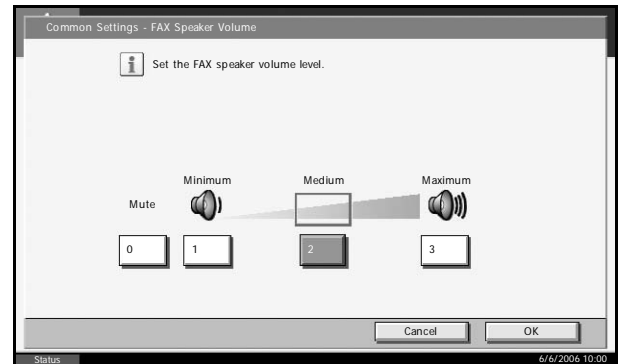 Common Settings - FAX Speaker Volume
i Set the FAX speaker volume level.
Minimum Medium Maximum
Mute
0 1 2 3
Cancel OK
Status 6/6/2006 10:00